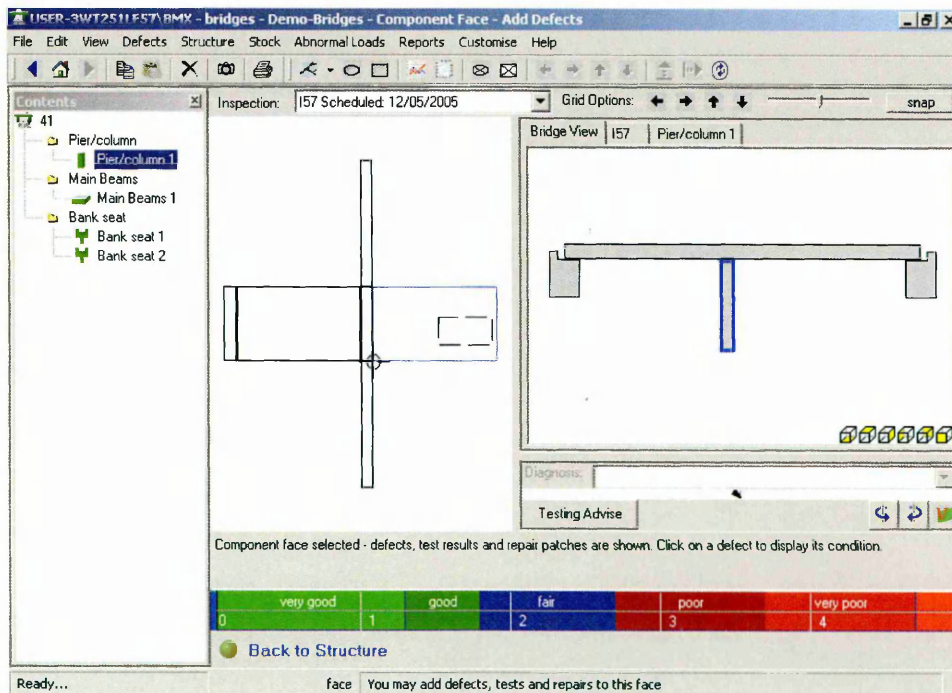 USER-3WT251LF57\BMX - bridges - Demo-Bridges - Component Face - Add Defects
File Edit View Defects Structure Stock Abnormal Loads Reports Customise Help
Contents
41
Pier/column
Pier/column 1
Main Beams
Main Beams 1
Bank seat
Bank seat 1
Bank seat 2
Inspection: I57 Scheduled: 12/05/2005 Grid Options: snap
Bridge View I57 Pier/column 1
Diagnosis:
Testing Advise
Component face selected - defects, test results and repair patches are shown. Click on a defect to display its condition.
very good good fair poor very poor
0 1 2 3 4
Back to Structure
Ready... face You may add defects, tests and repairs to this face